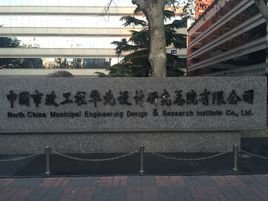 中国市政工程华北设计研究总院有限公司
North China Municipal Engineering Design & Research Institute Co., Ltd.